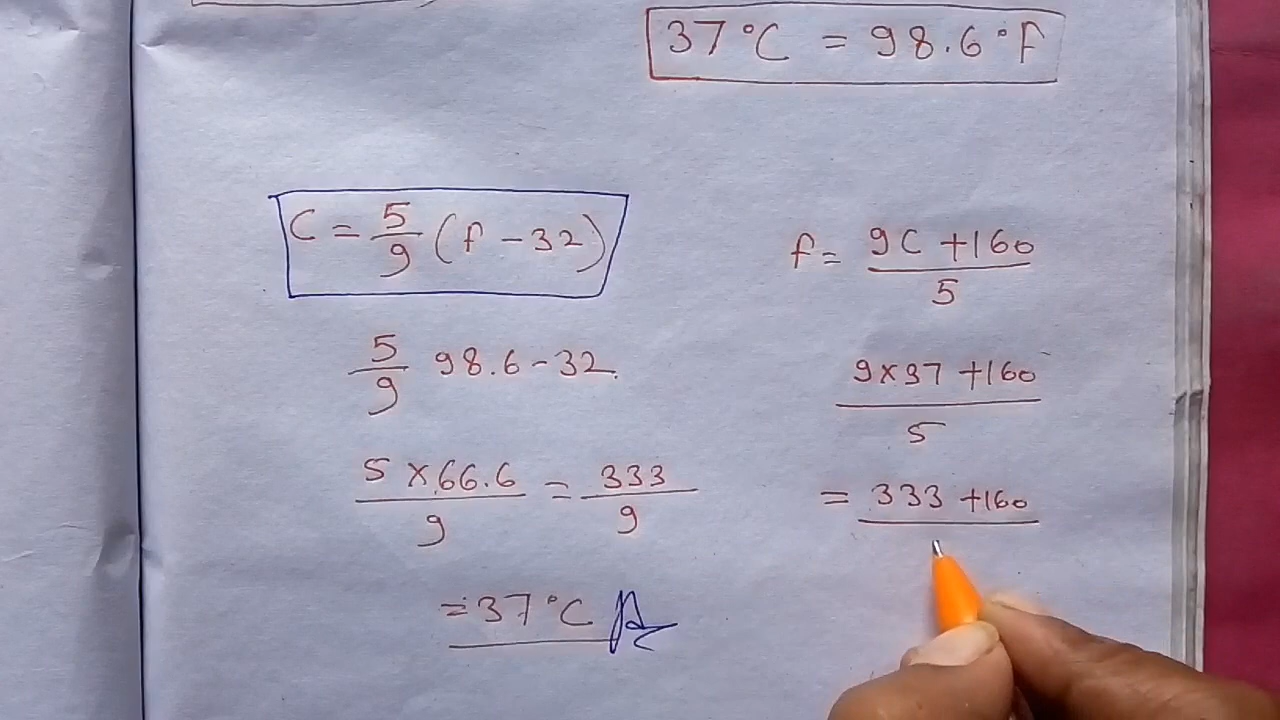 37°C = 98.6°F
C = 5/9 (f - 32)
5/9 98.6 - 32.
5 × 66.6 / 9 = 333 / 9
= 37°C
f = 9C + 160 / 5
9×37 + 160 / 5
= 333 + 160